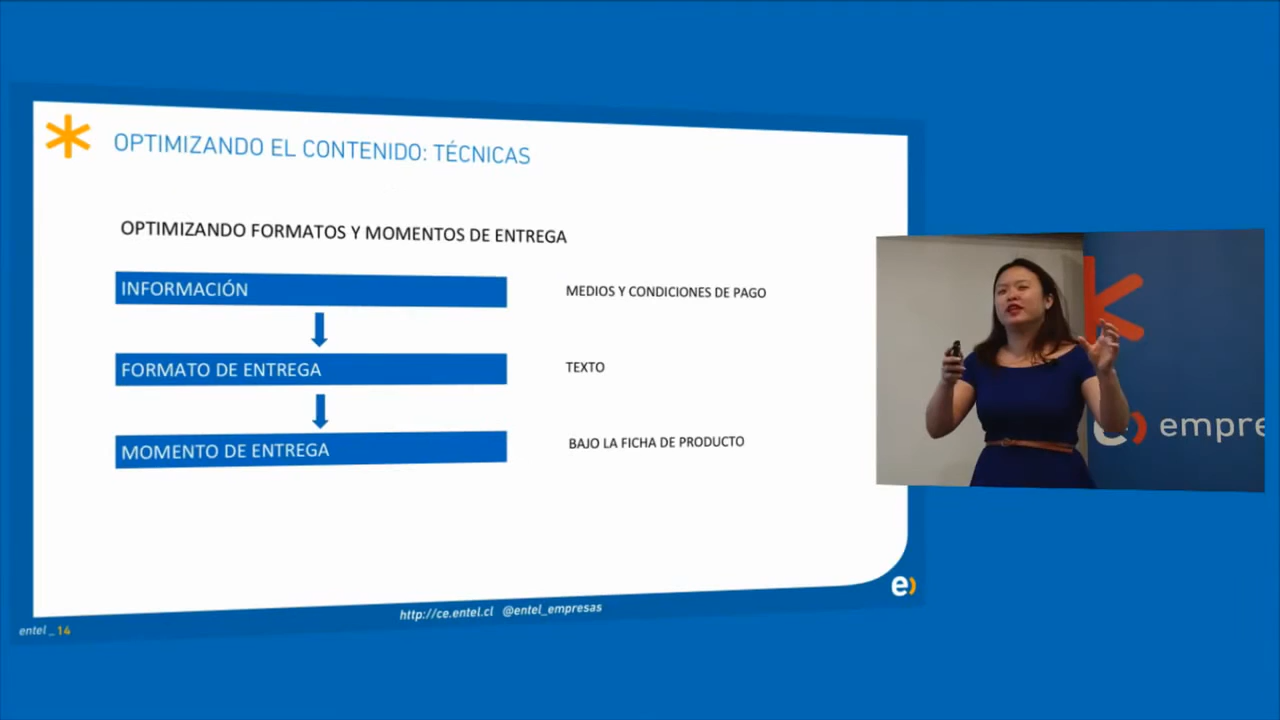 OPTIMIZANDO EL CONTENIDO: TÉCNICAS
OPTIMIZANDO FORMATOS Y MOMENTOS DE ENTREGA
INFORMACIÓN
MEDIOS Y CONDICIONES DE PAGO
FORMATO DE ENTREGA
TEXTO
MOMENTO DE ENTREGA
BAJO LA FICHA DE PRODUCTO
e) empre
e)
http://ce.entel.cl @entel_empresas
entel _14